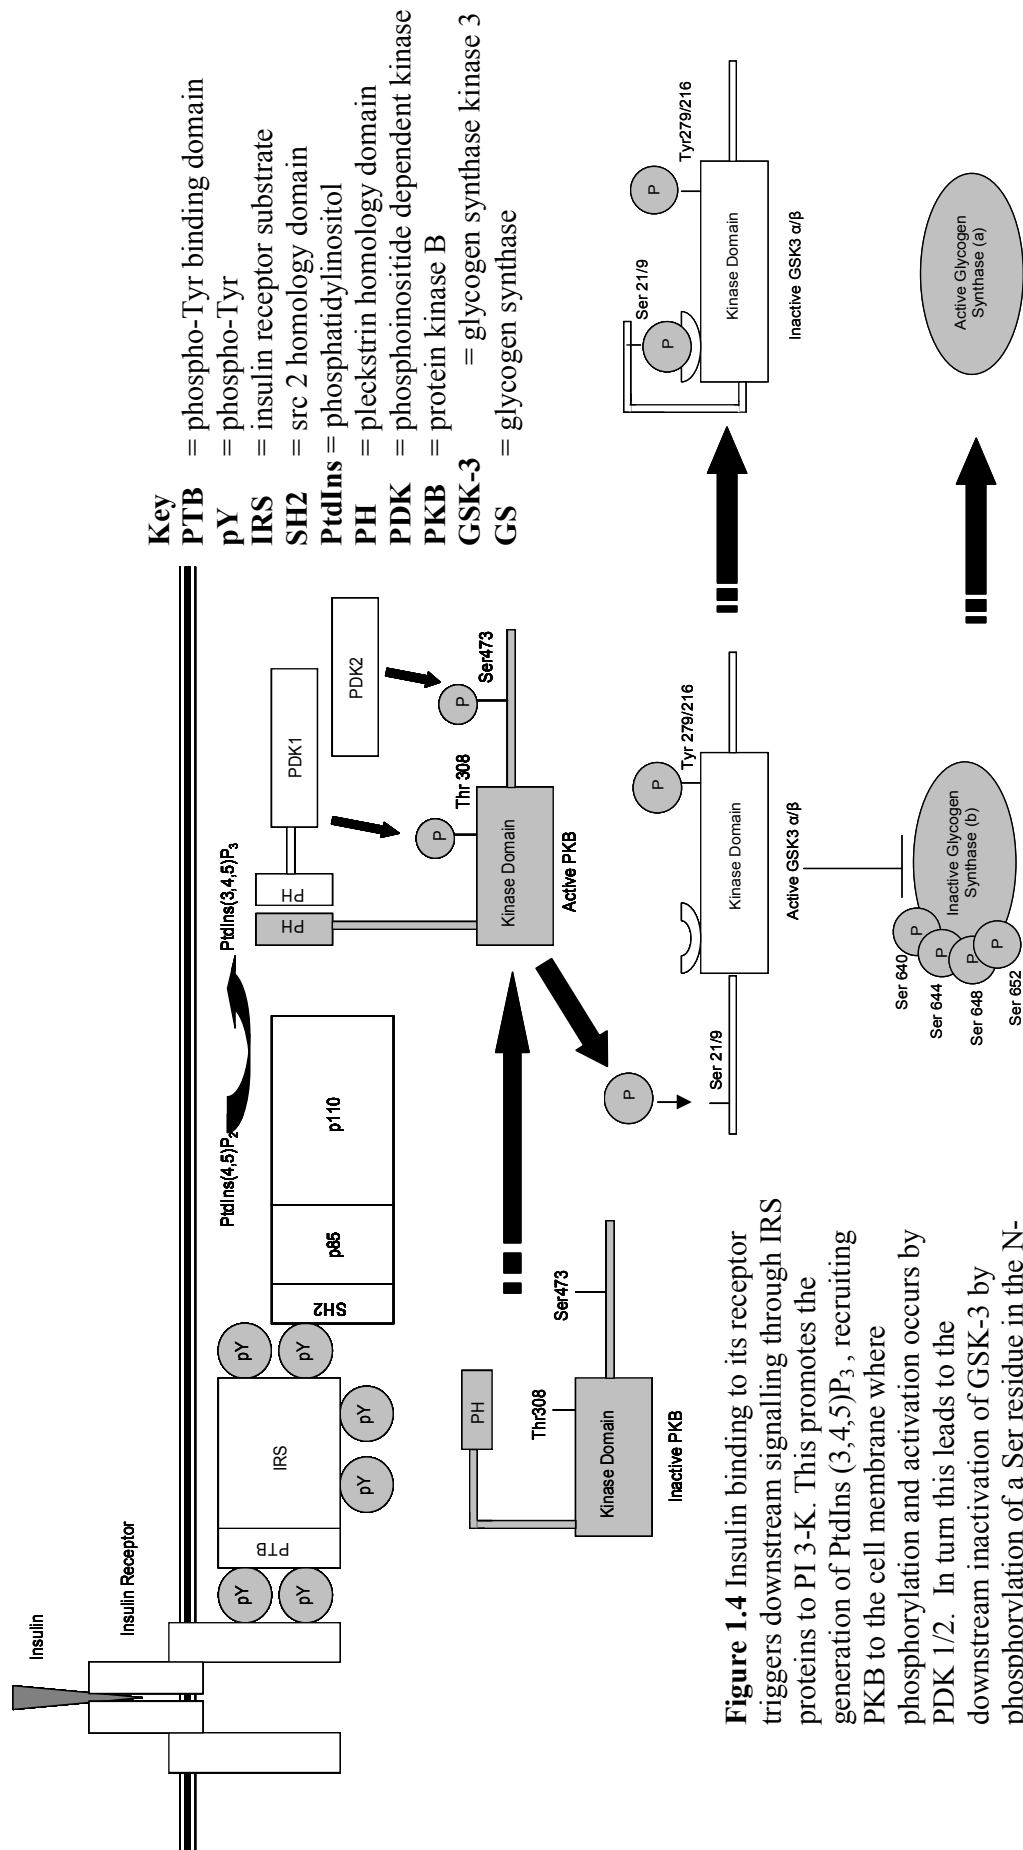 Insulin
Insulin Receptor
PtdIns(4,5)P2
PtdIns(3,4,5)P3
pY
pY
PTB
IRS
pY
pY
pY
pY
SH2
p85
p110
PH
PH
PDK1
PDK2
PH
Thr308
Ser473
Kinase Domain
Inactive PKB
P
Thr 308
P
Ser473
Kinase Domain
Active PKB
Key
PTB = phospho-Tyr binding domain
pY = phospho-Tyr
IRS = insulin receptor substrate
SH2 = src 2 homology domain
PtdIns = phosphatidylinositol
PH = pleckstrin homology domain
PDK = phosphoinositide dependent kinase
PKB = protein kinase B
GSK-3 = glycogen synthase kinase 3
GS = glycogen synthase
P
Ser 21/9
P
Tyr 279/216
Kinase Domain
Active GSK3 α/β
Ser 21/9
P
P
Tyr279/216
Kinase Domain
Inactive GSK3 α/β
Ser 640
Ser 644
Ser 648
Ser 652
P
P
P
P
Inactive Glycogen
Synthase (b)
Active Glycogen
Synthase (a)
Figure 1.4 Insulin binding to its receptor
triggers downstream signalling through IRS
proteins to PI 3-K. This promotes the
generation of PtdIns (3,4,5)P3 , recruiting
PKB to the cell membrane where
phosphorylation and activation occurs by
PDK 1/2. In turn this leads to the
downstream inactivation of GSK-3 by
phosphorylation of a Ser residue in the N-